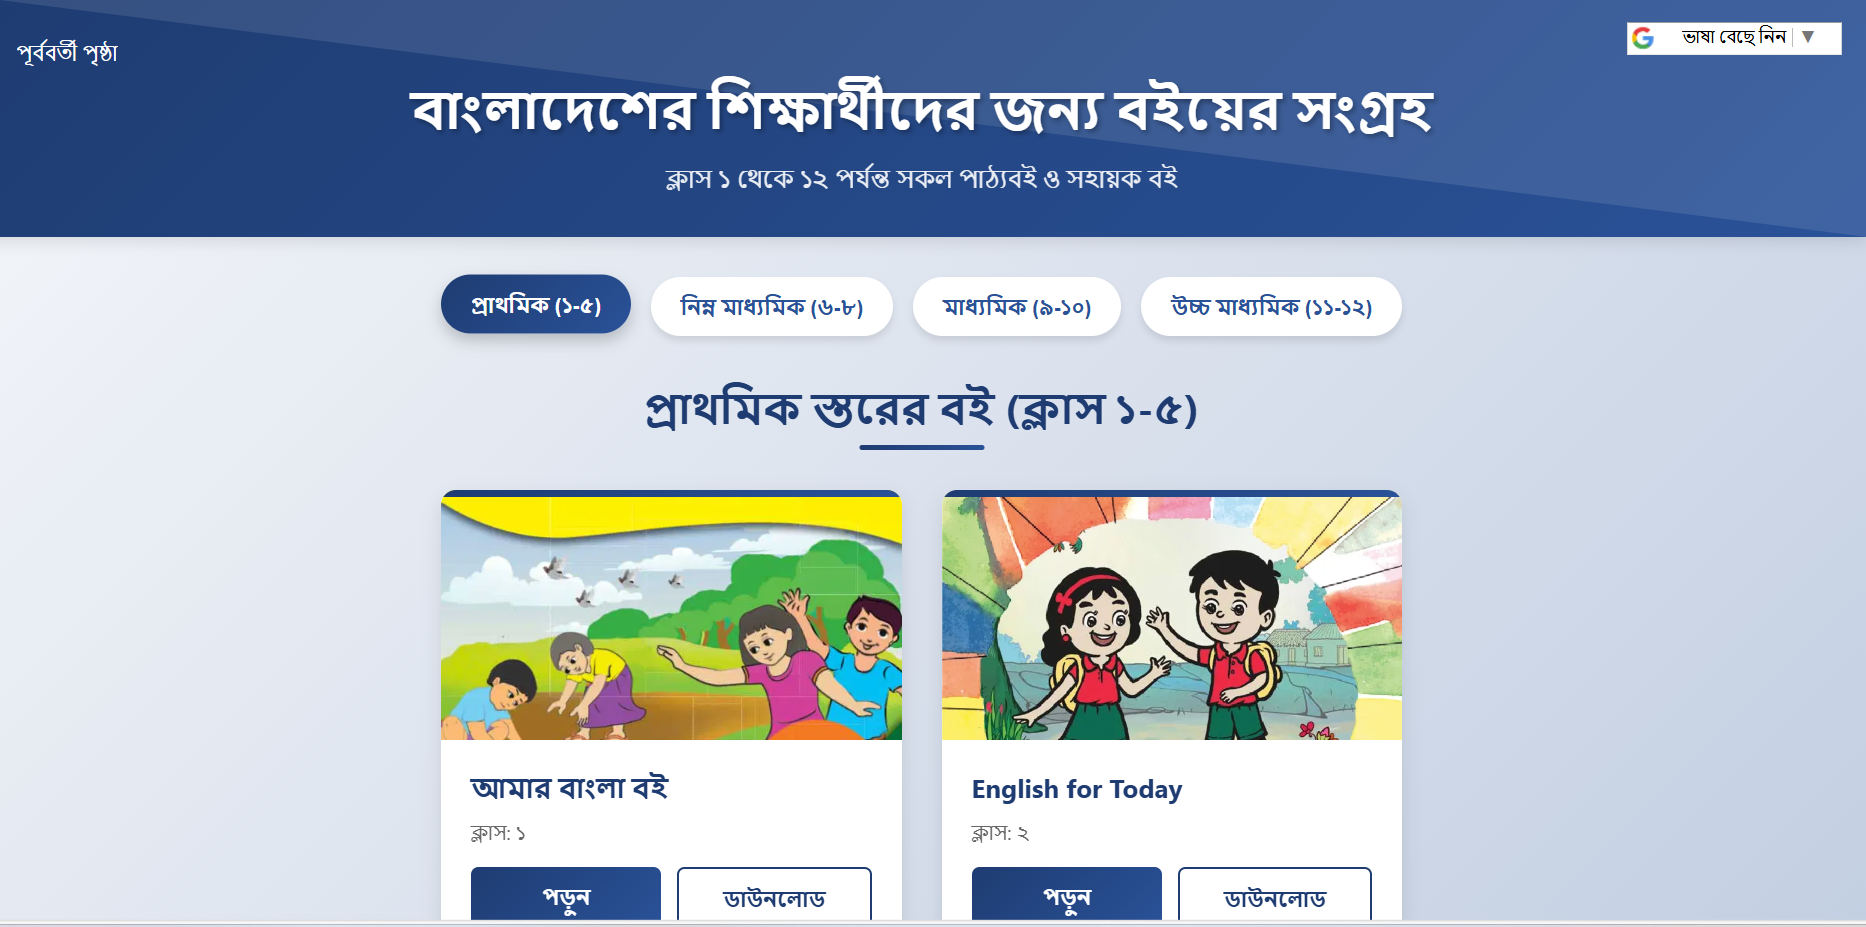 পূর্ববর্তী পৃষ্ঠা
ভাষা বেছে নিন ▼
বাংলাদেশের শিক্ষার্থীদের জন্য বইয়ের সংগ্রহ
ক্লাস ১ থেকে ১২ পর্যন্ত সকল পাঠ্যবই ও সহায়ক বই
প্রাথমিক (১-৫) নিম্ন মাধ্যমিক (৬-৮) মাধ্যমিক (৯-১০) উচ্চ মাধ্যমিক (১১-১২)
প্রাথমিক স্তরের বই (ক্লাস ১-৫)
আমার বাংলা বই
ক্লাস: ১
পড়ুন ডাউনলোড
English for Today
ক্লাস: ২
পড়ুন ডাউনলোড